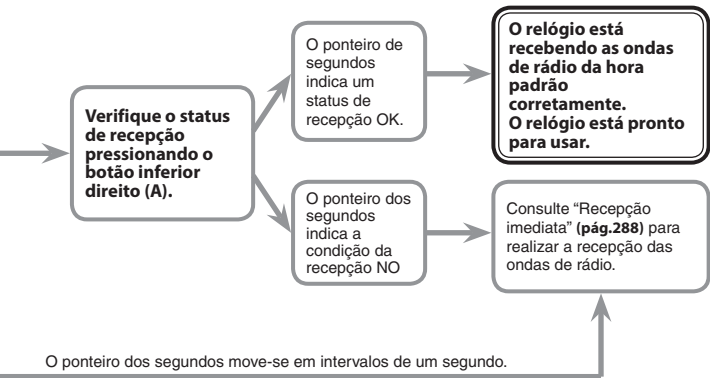 Verifique o status
de recepção
pressionando o
botão inferior
direito (A).
O ponteiro de
segundos
indica um
status de
recepção OK.
O relógio está
recebendo as ondas
de rádio da hora
padrão
corretamente.
O relógio está pronto
para usar.
O ponteiro dos
segundos
indica a
condição da
recepção NO
Consulte “Recepção
imediata” (pág.288) para
realizar a recepção das
ondas de rádio.
O ponteiro dos segundos move-se em intervalos de um segundo.